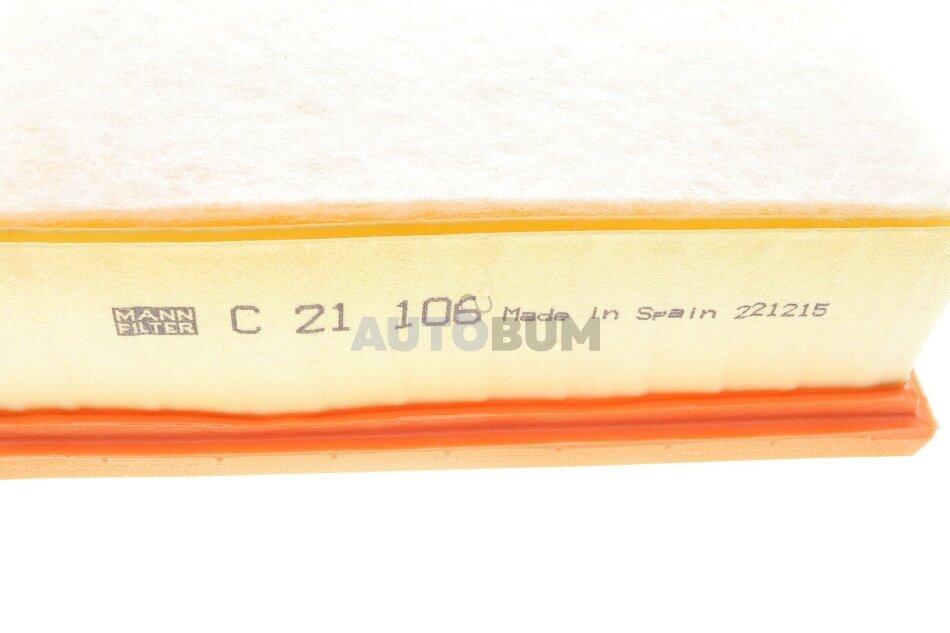 MANN
FILTER
C 21 106 Made in Spain 221215
AUTOBUM